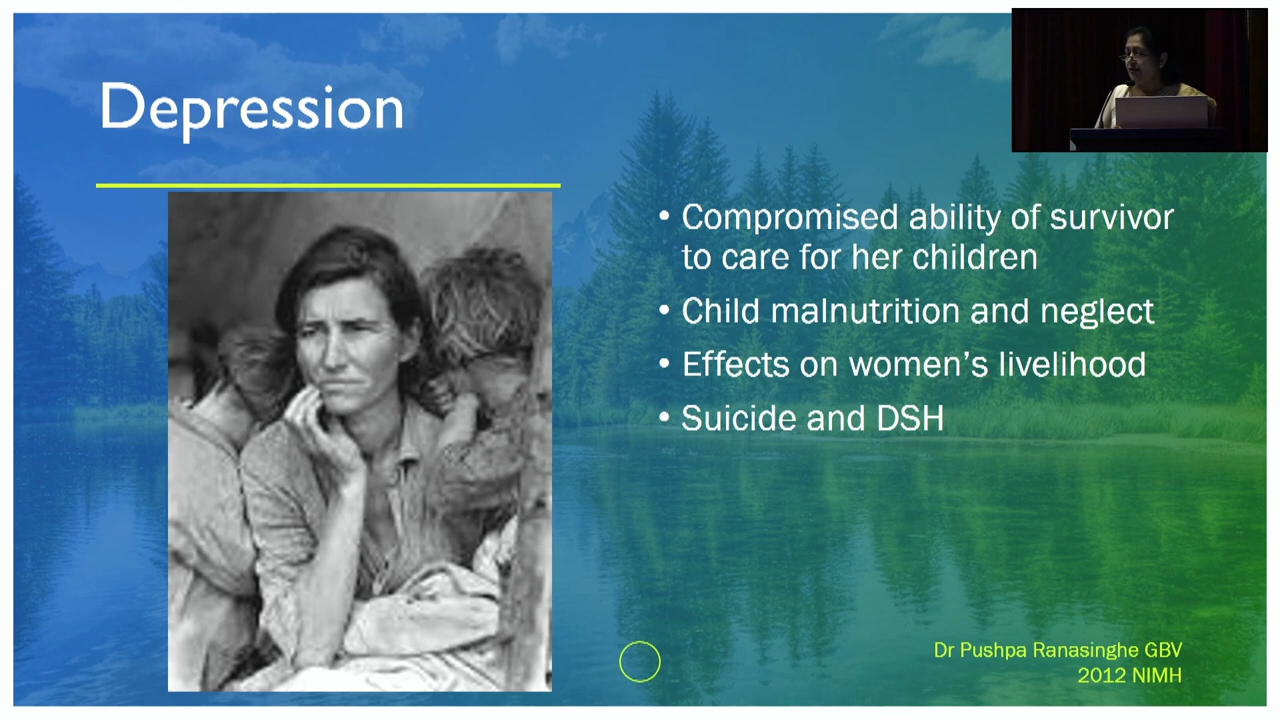 Depression
• Compromised ability of survivor
to care for her children
• Child malnutrition and neglect
• Effects on women’s livelihood
• Suicide and DSH
Dr Pushpa Ranasinghe GBV
2012 NIMH